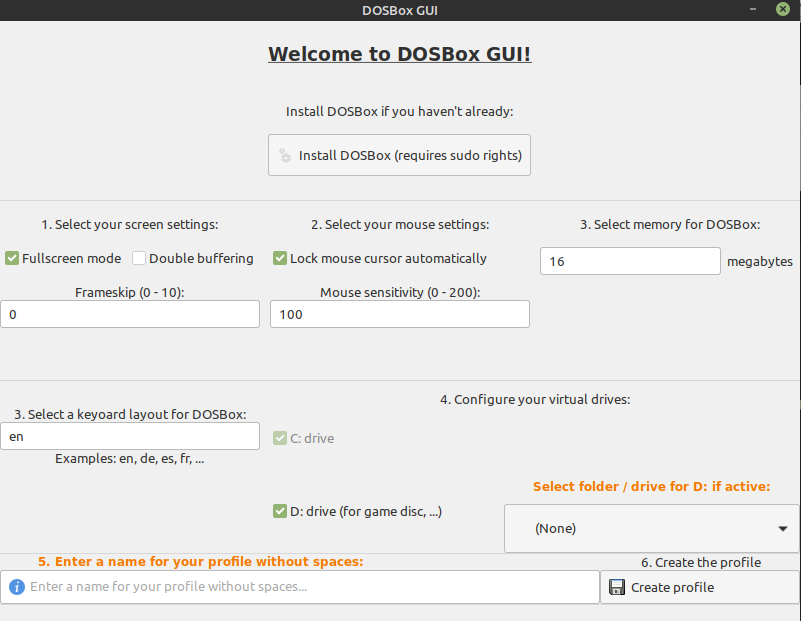 DOSBox GUI
Welcome to DOSBox GUI!
Install DOSBox if you haven't already:
Install DOSBox (requires sudo rights)
1. Select your screen settings:
2. Select your mouse settings:
3. Select memory for DOSBox:
Fullscreen mode
Double buffering
Lock mouse cursor automatically
16
megabytes
Frameskip (0 - 10):
Mouse sensitivity (0 - 200):
0
100
4. Configure your virtual drives:
3. Select a keyoard layout for DOSBox:
en
C: drive
Examples: en, de, es, fr, ...
Select folder / drive for D: if active:
D: drive (for game disc, ...)
(None)
5. Enter a name for your profile without spaces:
6. Create the profile
Enter a name for your profile without spaces...
Create profile